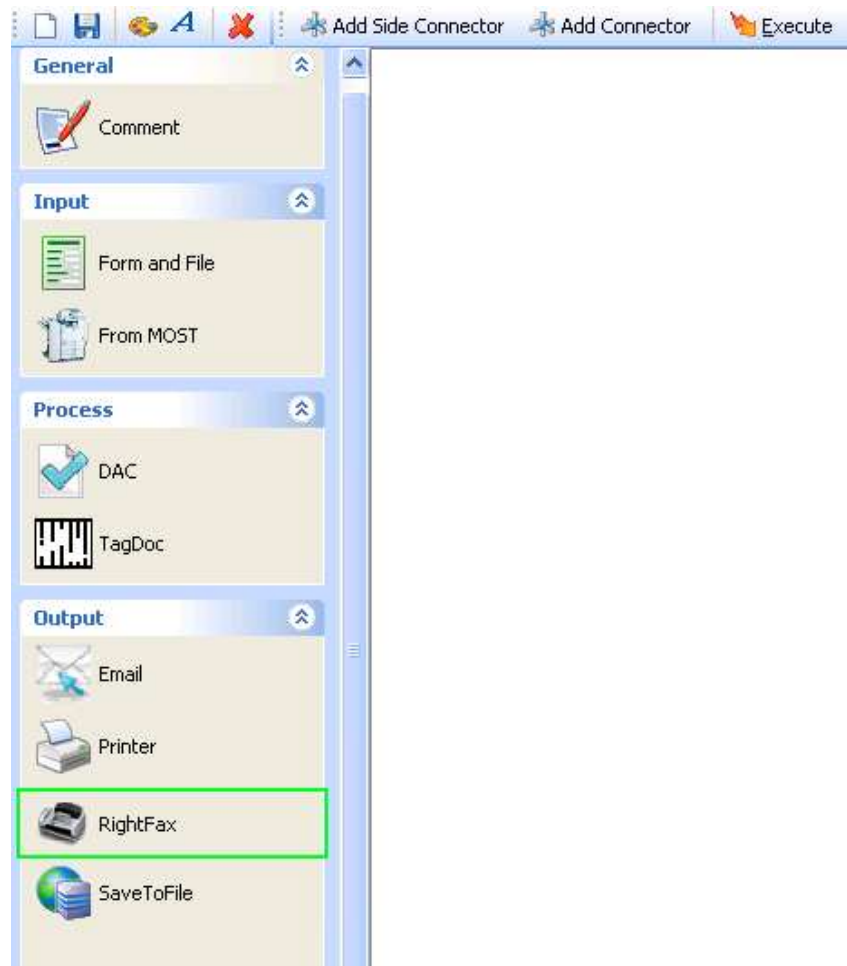 Add Side Connector Add Connector Execute
General
Comment
Input
Form and File
From MOST
Process
DAC
TagDoc
Output
Email
Printer
RightFax
SaveToFile